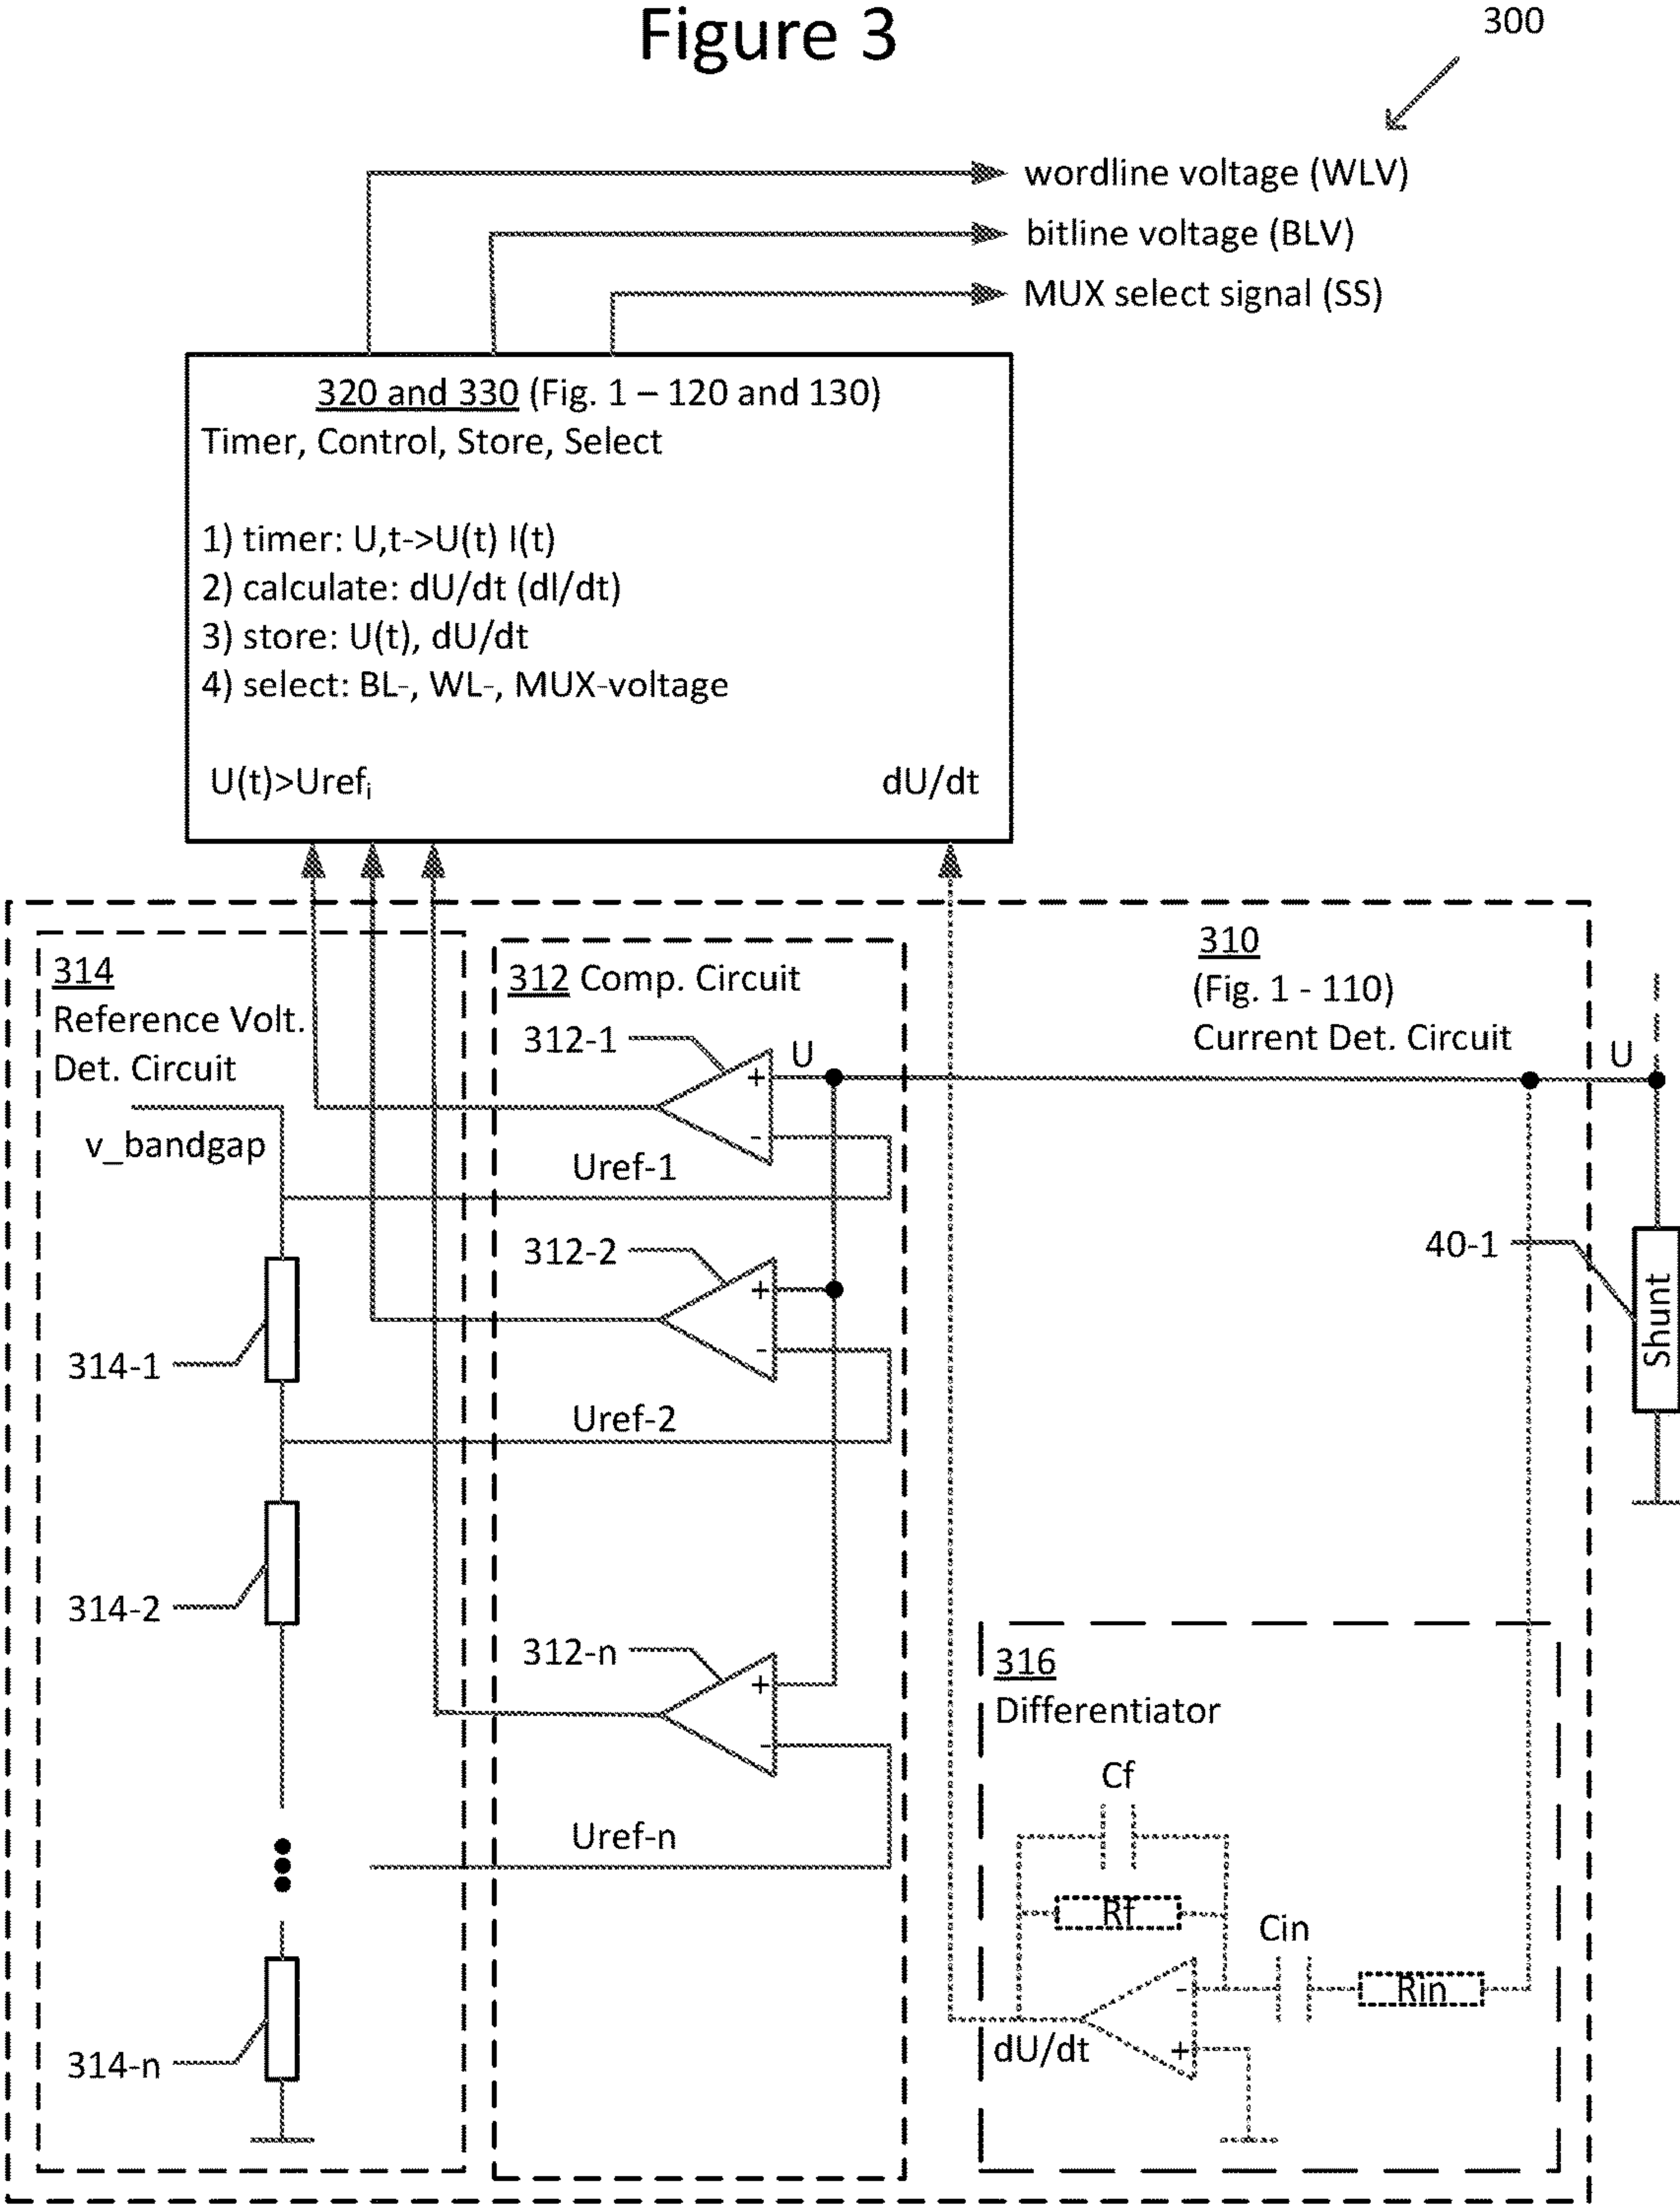 Figure 3
300
wordline voltage (WLV)
bitline voltage (BLV)
MUX select signal (SS)
320 and 330 (Fig. 1 – 120 and 130)
Timer, Control, Store, Select
1) timer: U,t->U(t) I(t)
2) calculate: dU/dt (dI/dt)
3) store: U(t), dU/dt
4) select: BL-, WL-, MUX-voltage
U(t)>Urefᵢ
dU/dt
314
Reference Volt.
Det. Circuit
v_bandgap
314-1
314-2
314-n
312 Comp. Circuit
312-1
U
+
-
Uref-1
312-2
+
-
Uref-2
312-n
+
-
Uref-n
310
(Fig. 1 - 110)
Current Det. Circuit
U
40-1
Shunt
316
Differentiator
Cf
Rf
Cin
Rin
-
+
dU/dt